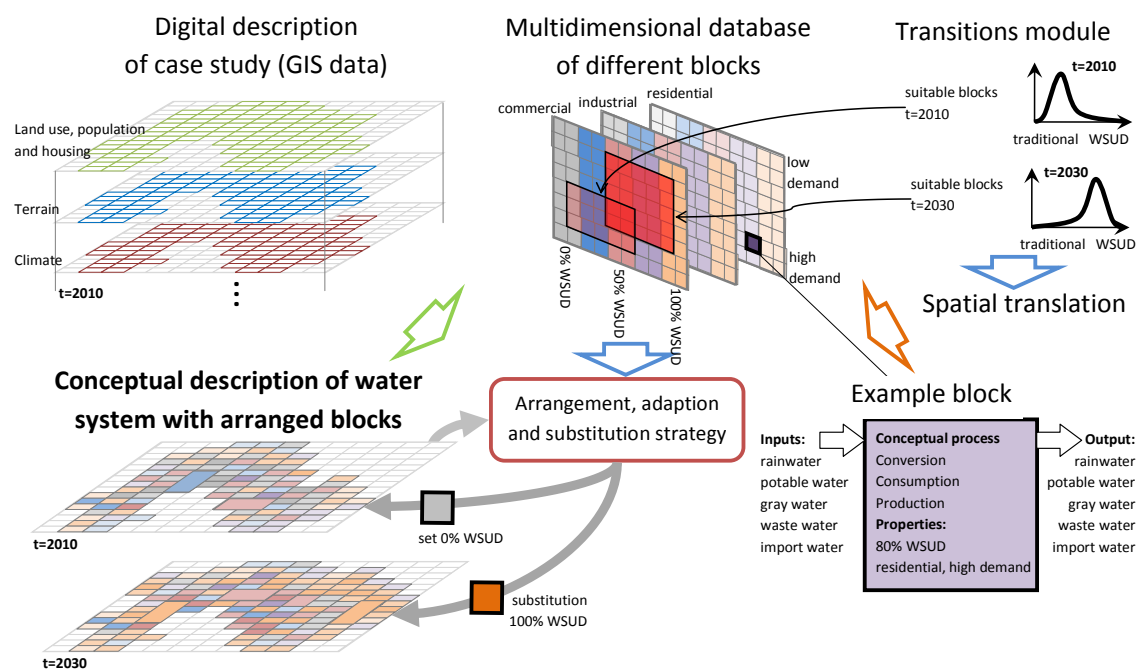 Digital description
of case study (GIS data)
Land use, population
and housing
Terrain
Climate
t=2010
Multidimensional database
of different blocks
commercial
industrial
residential
low
demand
high
demand
0% WSUD
50% WSUD
100% WSUD
Transitions module
suitable blocks
t=2010
t=2010
traditional WSUD
suitable blocks
t=2030
t=2030
traditional WSUD
Spatial translation
Conceptual description of water
system with arranged blocks
t=2010
t=2030
Arrangement, adaption
and substitution strategy
set 0% WSUD
substitution
100% WSUD
Example block
Inputs:
rainwater
potable water
gray water
waste water
import water
Conceptual process
Conversion
Consumption
Production
Properties:
80% WSUD
residential, high demand
Output:
rainwater
potable water
gray water
waste water
import water